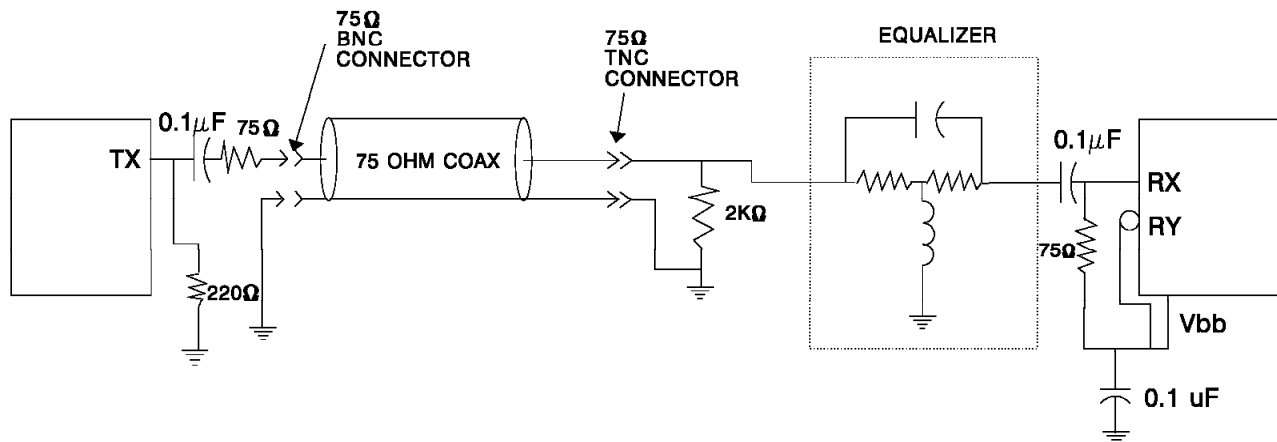 75Ω
BNC
CONNECTOR
75Ω
TNC
CONNECTOR
EQUALIZER
0.1µF
75Ω
TX
75 OHM COAX
0.1µF
RX
RY
2KΩ
75Ω
220Ω
Vbb
0.1 uF